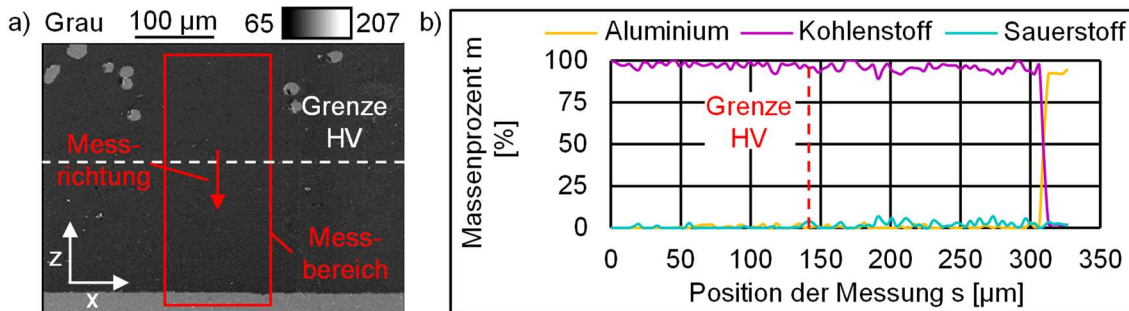 a) Grau 100 µm 65 207
Grenze
HV
Mess-
richtung
Mess-
bereich
z
x
b)
Aluminium Kohlenstoff Sauerstoff
Massenprozent m
[%]
100
75
50
25
0
Grenze
HV
0 50 100 150 200 250 300 350
Position der Messung s [µm]